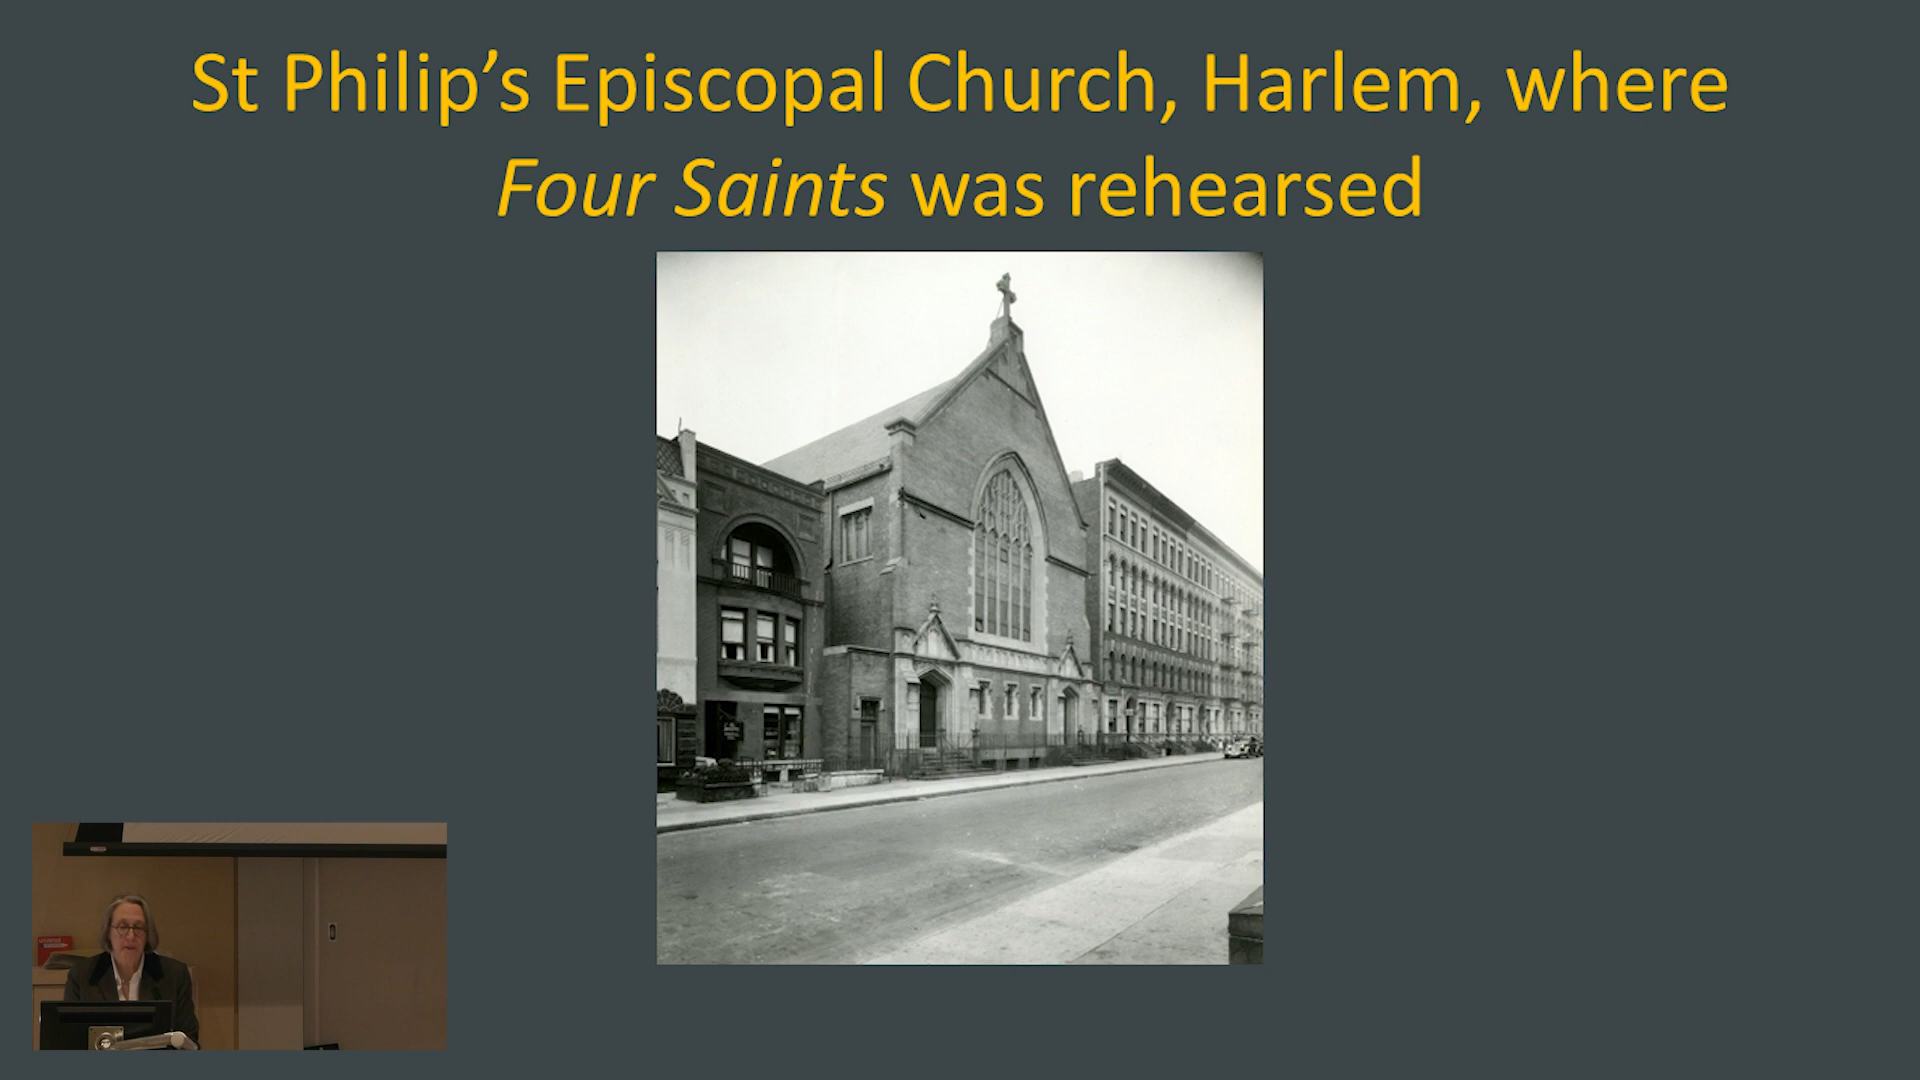 St Philip’s Episcopal Church, Harlem, where
Four Saints was rehearsed